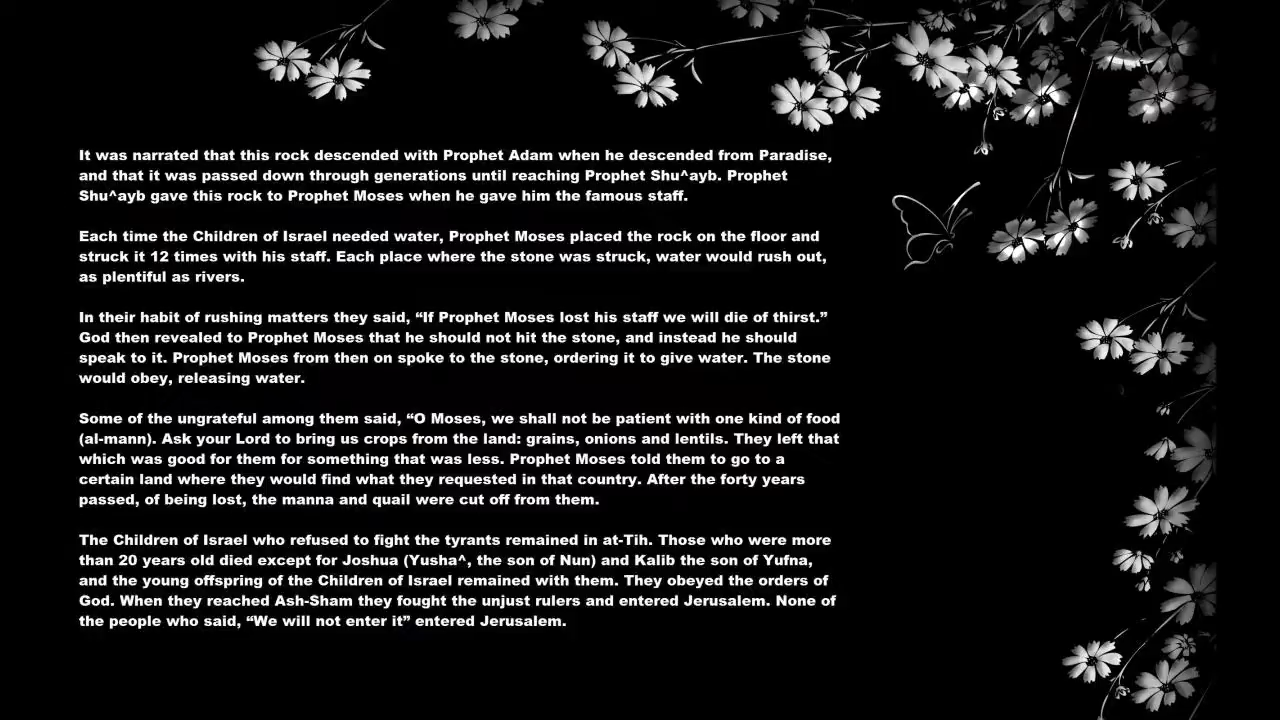 It was narrated that this rock descended with Prophet Adam when he descended from Paradise,
and that it was passed down through generations until reaching Prophet Shu^ayb. Prophet
Shu^ayb gave this rock to Prophet Moses when he gave him the famous staff.
Each time the Children of Israel needed water, Prophet Moses placed the rock on the floor and
struck it 12 times with his staff. Each place where the stone was struck, water would rush out,
as plentiful as rivers.
In their habit of rushing matters they said, “If Prophet Moses lost his staff we will die of thirst.”
God then revealed to Prophet Moses that he should not hit the stone, and instead he should
speak to it. Prophet Moses from then on spoke to the stone, ordering it to give water. The stone
would obey, releasing water.
Some of the ungrateful among them said, “O Moses, we shall not be patient with one kind of food
(al-mann). Ask your Lord to bring us crops from the land: grains, onions and lentils. They left that
which was good for them for something that was less. Prophet Moses told them to go to a
certain land where they would find what they requested in that country. After the forty years
passed, of being lost, the manna and quail were cut off from them.
The Children of Israel who refused to fight the tyrants remained in at-Tih. Those who were more
than 20 years old died except for Joshua (Yusha^, the son of Nun) and Kalib the son of Yufna,
and the young offspring of the Children of Israel remained with them. They obeyed the orders of
God. When they reached Ash-Sham they fought the unjust rulers and entered Jerusalem. None of
the people who said, “We will not enter it” entered Jerusalem.